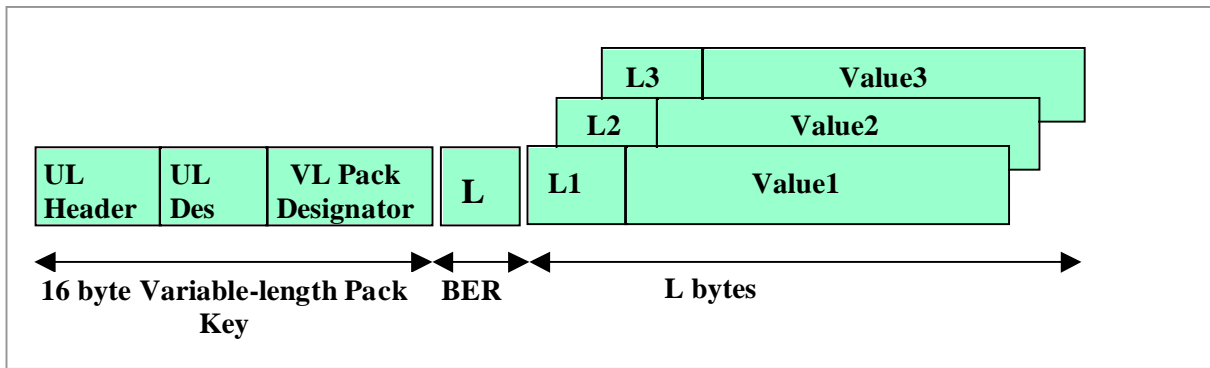 L3 Value3
L2 Value2
UL Header UL Des VL Pack Designator L L1 Value1
16 byte Variable-length Pack Key BER L bytes